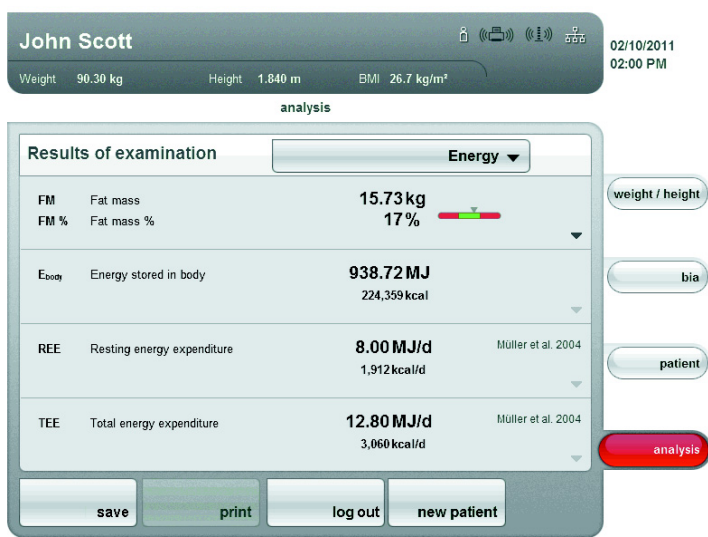 John Scott
Weight 90.30 kg Height 1.840 m BMI 26.7 kg/m²
02/10/2011
02:00 PM
analysis
Results of examination Energy
FM Fat mass 15.73 kg
FM % Fat mass % 17 %
Ebody Energy stored in body 938.72 MJ
224,359 kcal
REE Resting energy expenditure 8.00 MJ/d Müller et al. 2004
1,912 kcal/d
TEE Total energy expenditure 12.80 MJ/d Müller et al. 2004
3,060 kcal/d
weight / height
bia
patient
analysis
save print log out new patient